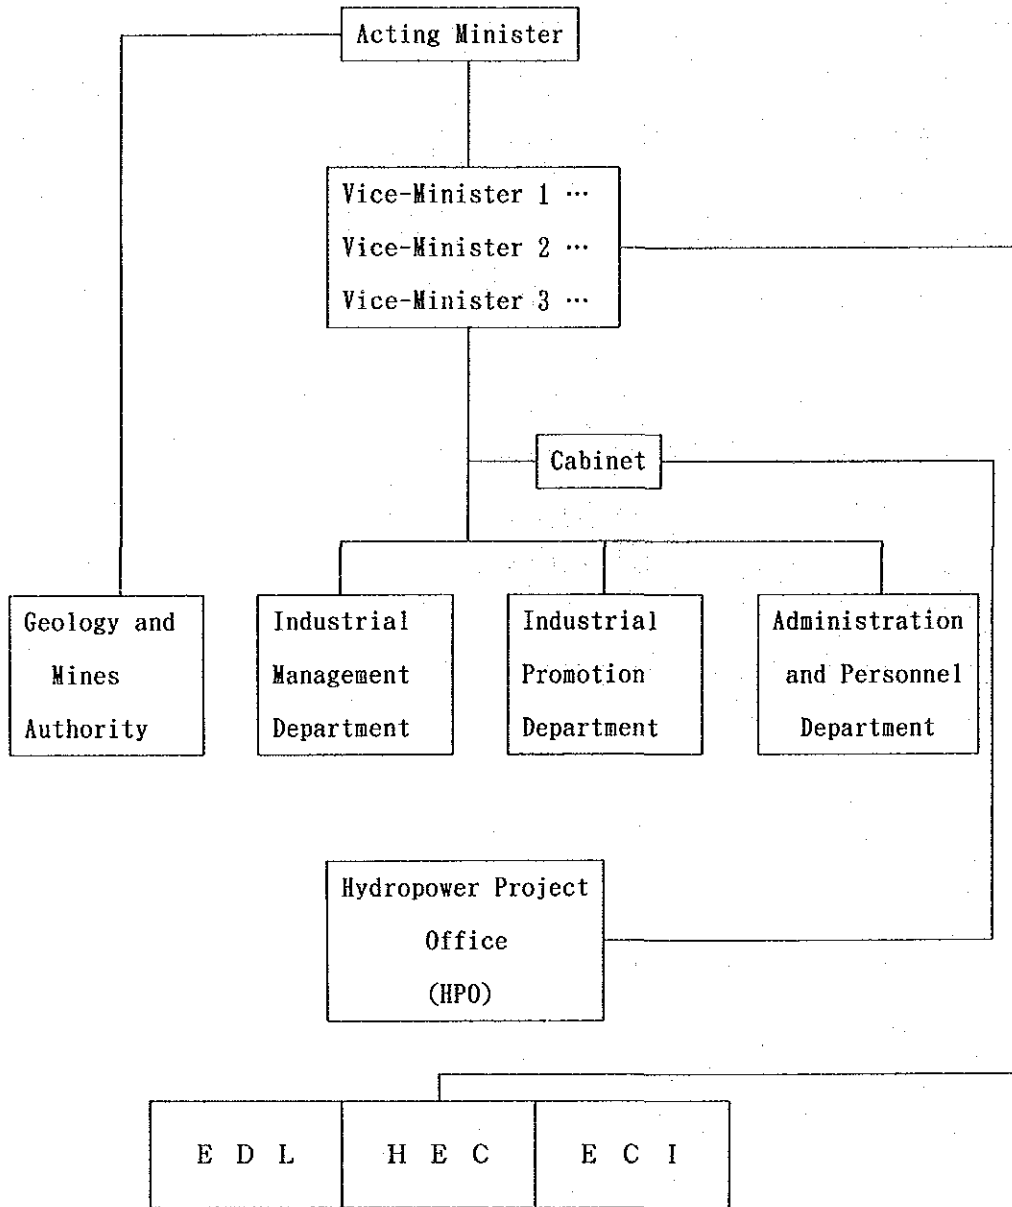 Acting Minister
Vice-Minister 1 …
Vice-Minister 2 …
Vice-Minister 3 …
Cabinet
Geology and
Mines
Authority
Industrial
Management
Department
Industrial
Promotion
Department
Administration
and Personnel
Department
Hydropower Project
Office
(HPO)
E D L
H E C
E C I